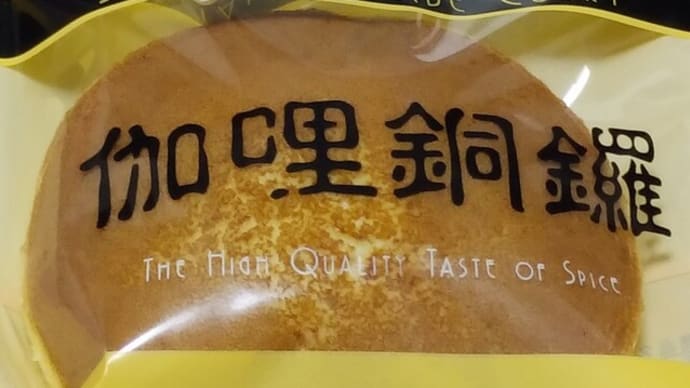 伽哩銅鑼
THE HIGH QUALITY TASTE OF SPICE